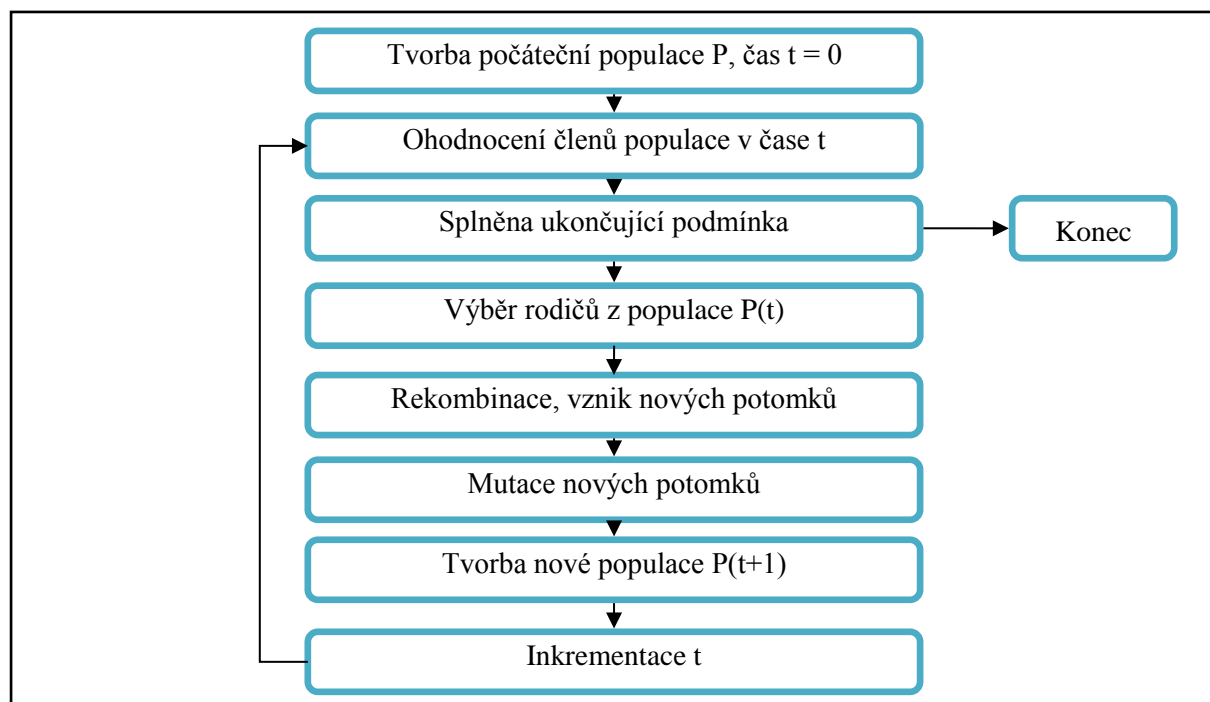 Tvorba počáteční populace P, čas t = 0
Ohodnocení členů populace v čase t
Splněna ukončující podmínka
Konec
Výběr rodičů z populace P(t)
Rekombinace, vznik nových potomků
Mutace nových potomků
Tvorba nové populace P(t+1)
Inkrementace t